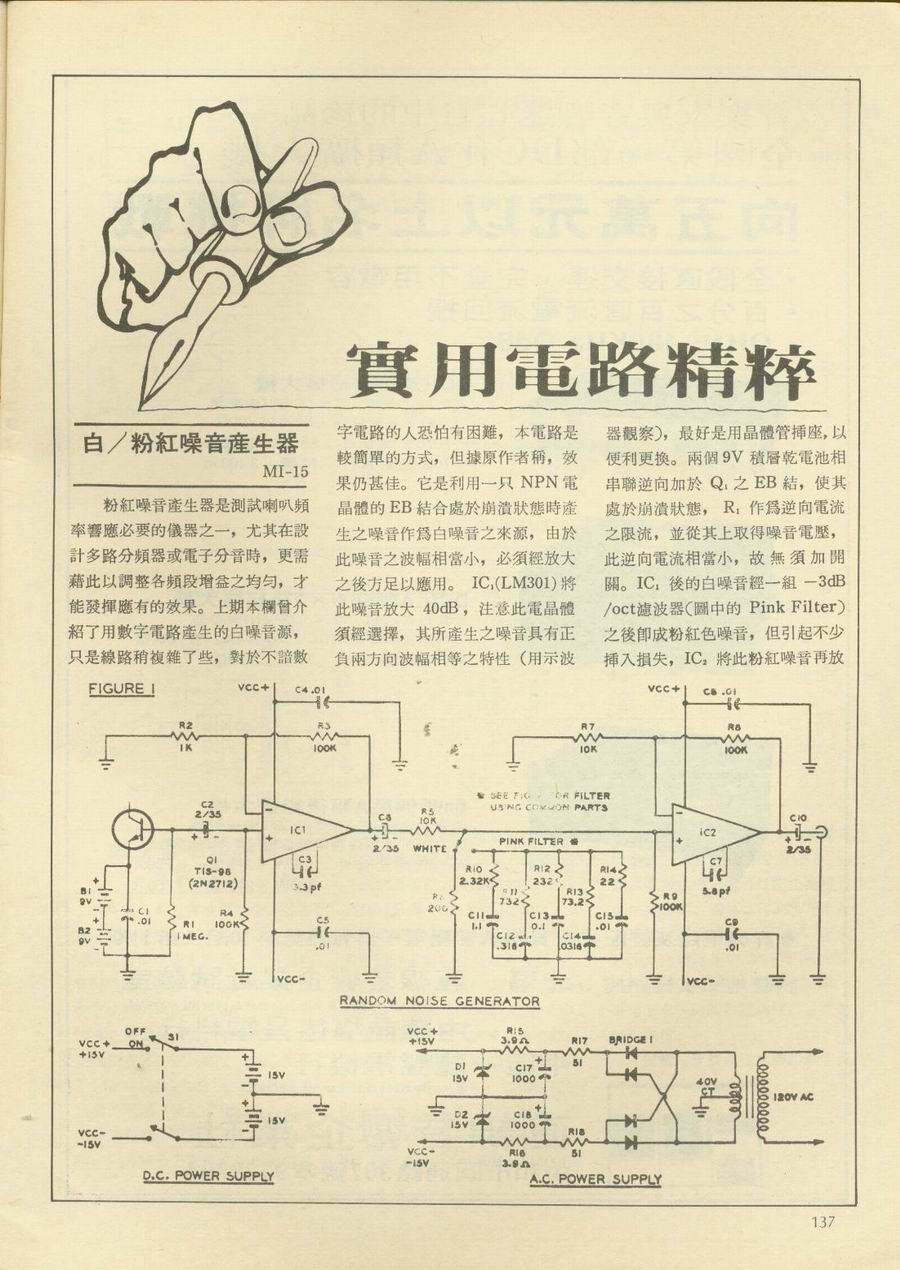 實用電路精粹
白／粉紅噪音產生器
MI-15
粉紅噪音產生器是測試喇叭頻
率響應必要的儀器之一，尤其在設
計多路分頻器或電子分音時，更需
藉此以調整各頻段增益之均勻，才
能發揮應有的效果。上期本欄曾介
紹了用數字電路產生的白噪音源，
只是線路稍複雜了些，對於不諳數
字電路的人恐怕有困難，本電路是
較簡單的方式，但據原作者稱，效
果仍甚佳。它是利用一只 NPN 電
晶體的 EB 結合處於崩潰狀態時產
生之噪音作爲白噪音之來源，由於
此噪音之波幅相當小，必須經放大
之後方足以應用。 IC₁(LM301) 將
此噪音放大 40dB，注意此電晶體
須經選擇，其所產生之噪音具有正
負兩方向波幅相等之特性（用示波
器觀察），最好是用晶體管挿座，以
便利更換。兩個 9V 積層乾電池相
串聯逆向加於 Q₁ 之 EB 結，使其
處於崩潰狀態， R₁ 作爲逆向電流
之限流，並從其上取得噪音電壓，
此逆向電流相當小，故無須加開
關。IC₁ 後的白噪音經一組 －3dB
/oct濾波器（圖中的 Pink Filter）
之後卽成粉紅色噪音，但引起不少
挿入損失，IC₂ 將此粉紅噪音再放
FIGURE 1
VCC+
C4 .01
R2
1K
R3
100K
C2
2/35
IC1
C3
3.3pf
Q1
TIS-98
(2N2712)
B1
9V
B2
9V
C1
.01
R1
1MEG.
R4
100K
C5
.01
VCC-
2/35
R5
10K
WHITE
FILTER
USING COMMON PARTS
PINK FILTER *
R10
2.32K
R12
232
R14
22
R13
73.2
732
C11
1.1
C13
0.1
C15
.01
C12
.316
C14
.0316
200
VCC+
C8 .01
R7
10K
R8
100K
IC2
C7
5.8pf
R9
100K
C9
.01
VCC-
C10
2/35
RANDOM NOISE GENERATOR
OFF
ON
S1
VCC+
+15V
15V
15V
VCC-
-15V
D.C. POWER SUPPLY
VCC+
+15V
R15
3.9Ω
R17
51
BRIDGE 1
D1
15V
C17
1000
40V
CT
120V AC
D2
15V
C18
1000
VCC-
-15V
R16
3.9Ω
R18
51
A.C. POWER SUPPLY
137